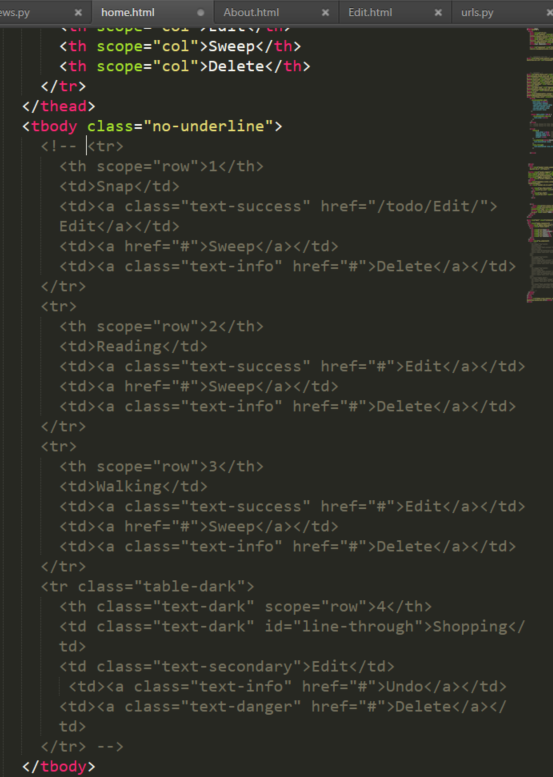 ews.py × home.html About.html × Edit.html × urls.py ×
<th scope="col">Edit</th>
<th scope="col">Sweep</th>
<th scope="col">Delete</th>
</tr>
</thead>
<tbody class="no-underline">
<!-- <tr>
<th scope="row">1</th>
<td>Snap</td>
<td><a class="text-success" href="/todo/Edit/">
Edit</a></td>
<td><a href="#">Sweep</a></td>
<td><a class="text-info" href="#">Delete</a></td>
</tr>
<tr>
<th scope="row">2</th>
<td>Reading</td>
<td><a class="text-success" href="#">Edit</a></td>
<td><a href="#">Sweep</a></td>
<td><a class="text-info" href="#">Delete</a></td>
</tr>
<tr>
<th scope="row">3</th>
<td>Walking</td>
<td><a class="text-success" href="#">Edit</a></td>
<td><a href="#">Sweep</a></td>
<td><a class="text-info" href="#">Delete</a></td>
</tr>
<tr class="table-dark">
<th class="text-dark" scope="row">4</th>
<td class="text-dark" id="line-through">Shopping</
td>
<td class="text-secondary">Edit</td>
<td><a class="text-info" href="#">Undo</a></td>
<td><a class="text-danger" href="#">Delete</a></
td>
</tr> -->
</tbody>